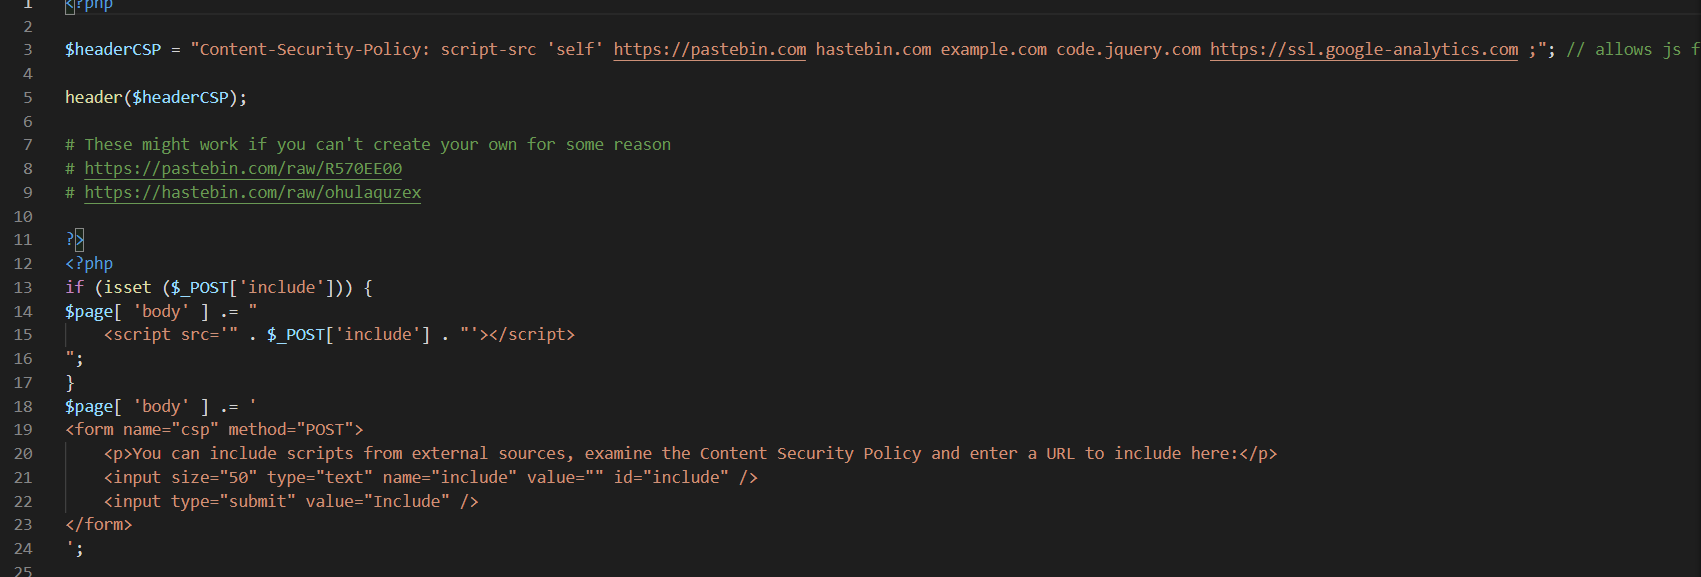 1 <?php
2
3 $headerCSP = "Content-Security-Policy: script-src 'self' https://pastebin.com hastebin.com example.com code.jquery.com https://ssl.google-analytics.com ;"; // allows js f
4
5 header($headerCSP);
6
7 # These might work if you can't create your own for some reason
8 # https://pastebin.com/raw/R570EE00
9 # https://hastebin.com/raw/ohulaquzex
10
11 ?>
12 <?php
13 if (isset ($_POST['include'])) {
14 $page[ 'body' ] .= "
15     <script src='" . $_POST['include'] . "'></script>
16 ";
17 }
18 $page[ 'body' ] .= '
19 <form name="csp" method="POST">
20     <p>You can include scripts from external sources, examine the Content Security Policy and enter a URL to include here:</p>
21     <input size="50" type="text" name="include" value="" id="include" />
22     <input type="submit" value="Include" />
23 </form>
24 ';
25